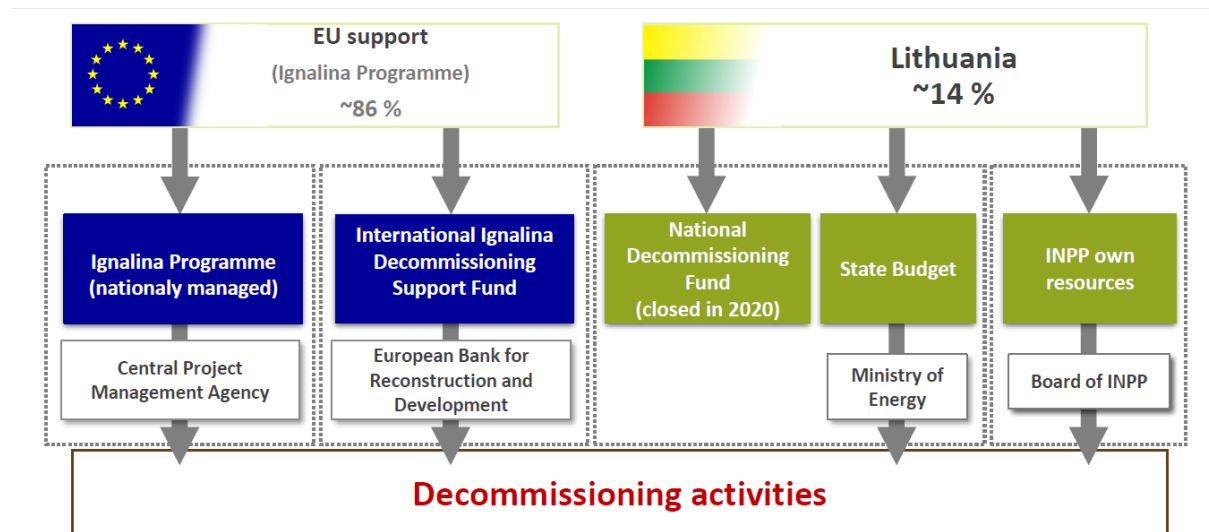 EU support
(Ignalina Programme)
~86 %
Lithuania
~14 %
Ignalina Programme
(nationaly managed)
International Ignalina
Decommissioning
Support Fund
National
Decommissioning
Fund
(closed in 2020)
State Budget
INPP own
resources
Central Project
Management Agency
European Bank for
Reconstruction and
Development
Ministry of
Energy
Board of INPP
Decommissioning activities